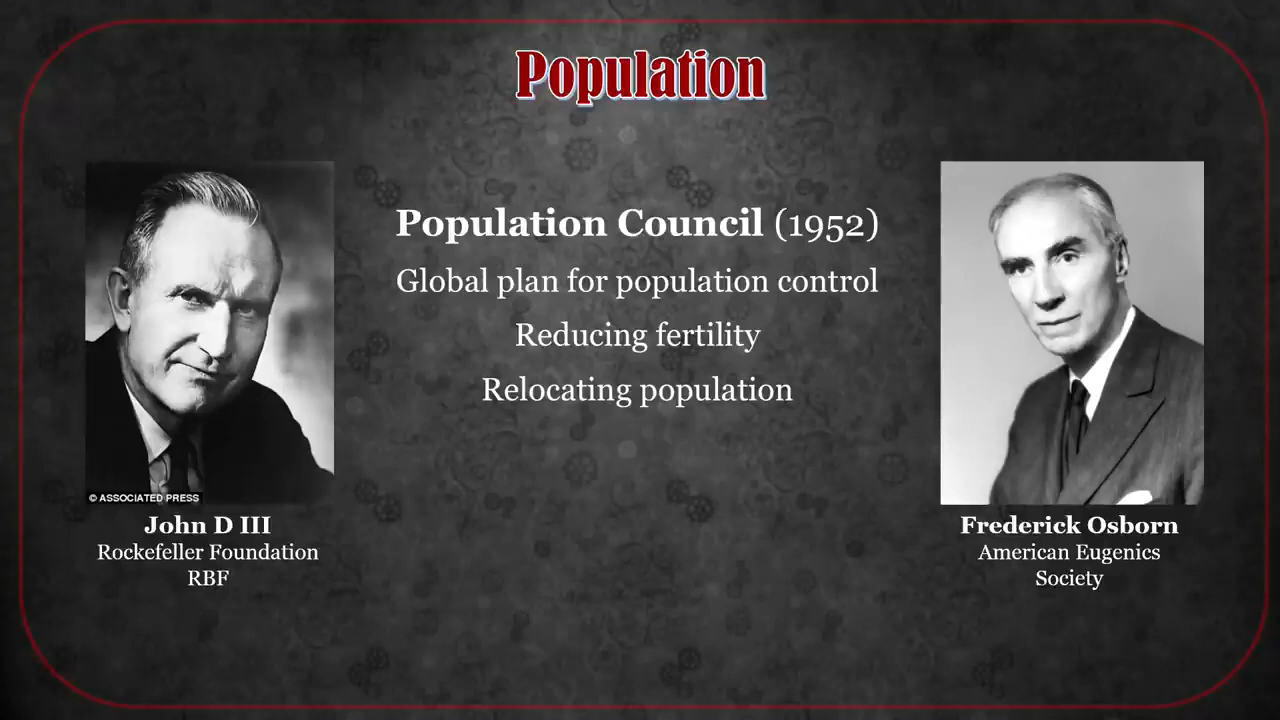 Population
Population Council (1952)
Global plan for population control
Reducing fertility
Relocating population
© ASSOCIATED PRESS
John D III
Rockefeller Foundation
RBF
Frederick Osborn
American Eugenics
Society